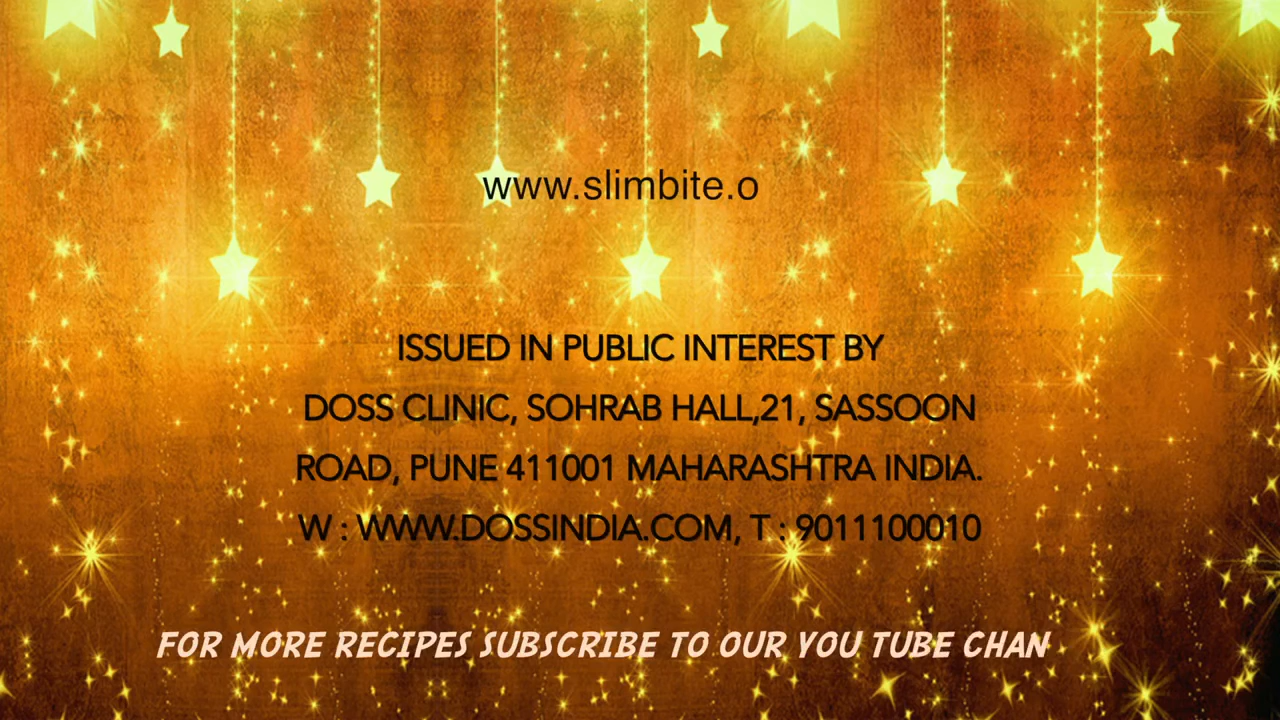 www.slimbite.o
ISSUED IN PUBLIC INTEREST BY
DOSS CLINIC, SOHRAB HALL,21, SASSOON
ROAD, PUNE 411001 MAHARASHTRA INDIA.
W : WWW.DOSSINDIA.COM, T : 9011100010
FOR MORE RECIPES SUBSCRIBE TO OUR YOU TUBE CHAN